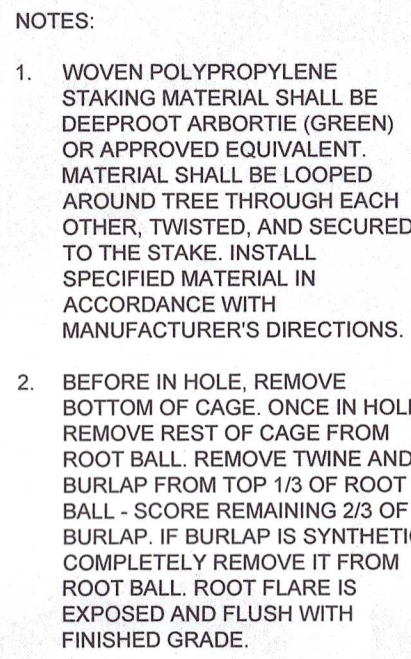 NOTES:
1. WOVEN POLYPROPYLENE
STAKING MATERIAL SHALL BE
DEEPROOT ARBORTIE (GREEN)
OR APPROVED EQUIVALENT.
MATERIAL SHALL BE LOOPED
AROUND TREE THROUGH EACH
OTHER, TWISTED, AND SECURED
TO THE STAKE. INSTALL
SPECIFIED MATERIAL IN
ACCORDANCE WITH
MANUFACTURER'S DIRECTIONS.
2. BEFORE IN HOLE, REMOVE
BOTTOM OF CAGE. ONCE IN HOLE
REMOVE REST OF CAGE FROM
ROOT BALL. REMOVE TWINE AND
BURLAP FROM TOP 1/3 OF ROOT
BALL - SCORE REMAINING 2/3 OF
BURLAP. IF BURLAP IS SYNTHETIC
COMPLETELY REMOVE IT FROM
ROOT BALL. ROOT FLARE IS
EXPOSED AND FLUSH WITH
FINISHED GRADE.